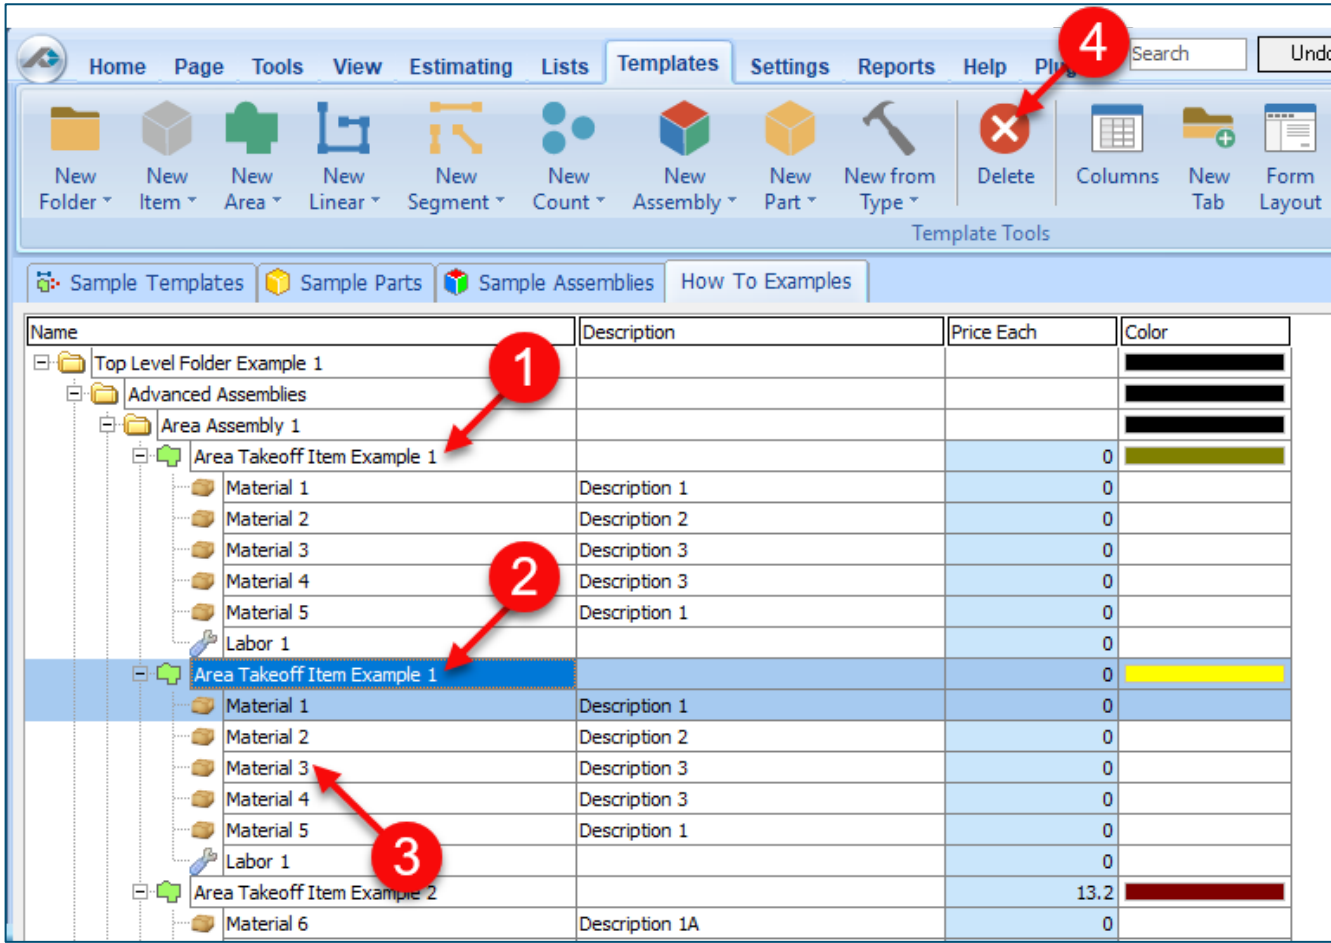 Home Page Tools View Estimating Lists Templates Settings Reports Help 4 Search
New Folder
New Item
New Area
New Linear
New Segment
New Count
New Assembly
New Part
New from Type
Delete
Columns
New Tab
Form Layout
Template Tools
Sample Templates Sample Parts Sample Assemblies How To Examples
Name Description Price Each Color
Top Level Folder Example 1
1
Advanced Assemblies
Area Assembly 1
Area Takeoff Item Example 1 0
Material 1 Description 1 0
Material 2 Description 2 0
Material 3 Description 3 0
Material 4 Description 3 0
2
Material 5 Description 1 0
Labor 1 0
Area Takeoff Item Example 1 0
Material 1 Description 1 0
Material 2 Description 2 0
Material 3 Description 3 0
Material 4 Description 3 0
Material 5 Description 1 0
3
Labor 1 0
Area Takeoff Item Example 2 13.2
Material 6 Description 1A 0